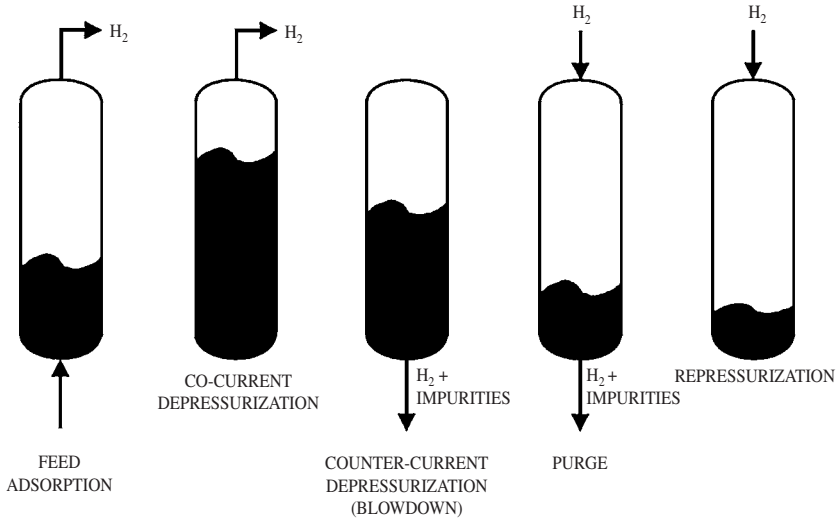 H₂
H₂
H₂
H₂
FEED
ADSORPTION
CO-CURRENT
DEPRESSURIZATION
H₂ +
IMPURITIES
COUNTER-CURRENT
DEPRESSURIZATION
(BLOWDOWN)
H₂ +
IMPURITIES
PURGE
REPRESSURIZATION